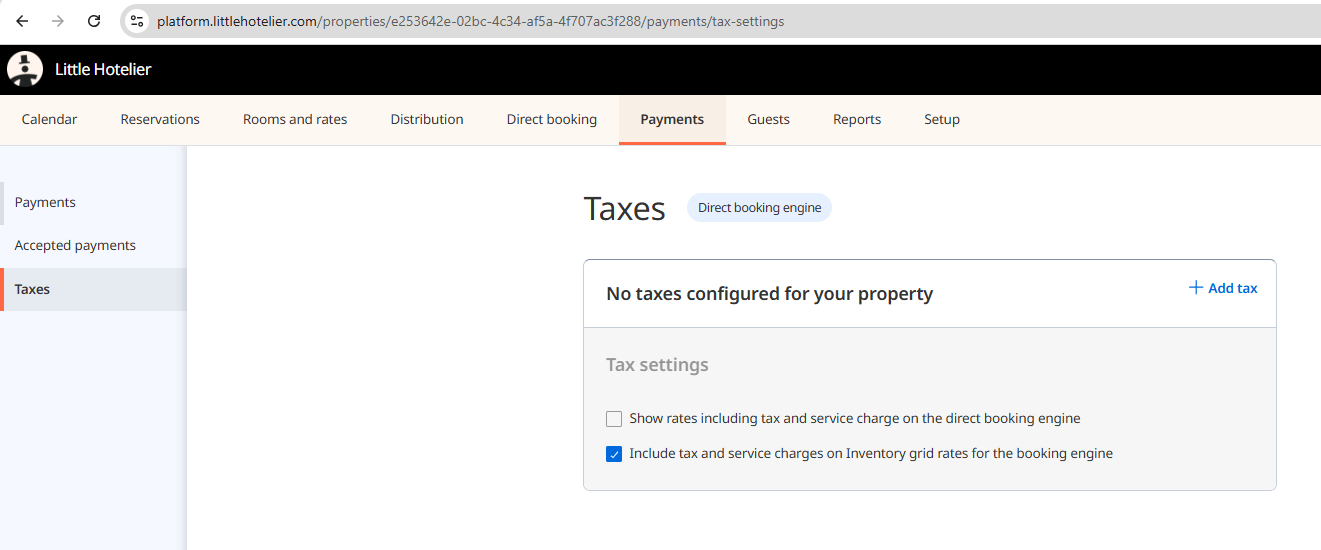 platform.littlehotelier.com/properties/e253642e-02bc-4c34-af5a-4f707ac3f288/payments/tax-settings
Little Hotelier
Calendar Reservations Rooms and rates Distribution Direct booking Payments Guests Reports Setup
Payments
Accepted payments
Taxes
Taxes Direct booking engine
No taxes configured for your property Add tax
Tax settings
Show rates including tax and service charge on the direct booking engine
Include tax and service charges on Inventory grid rates for the booking engine